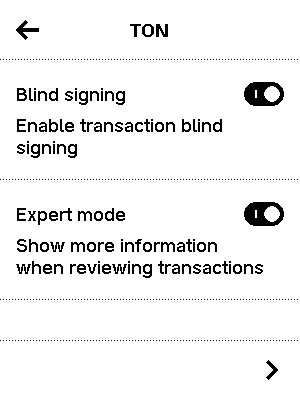 TON
Blind signing
Enable transaction blind
signing
Expert mode
Show more information
when reviewing transactions